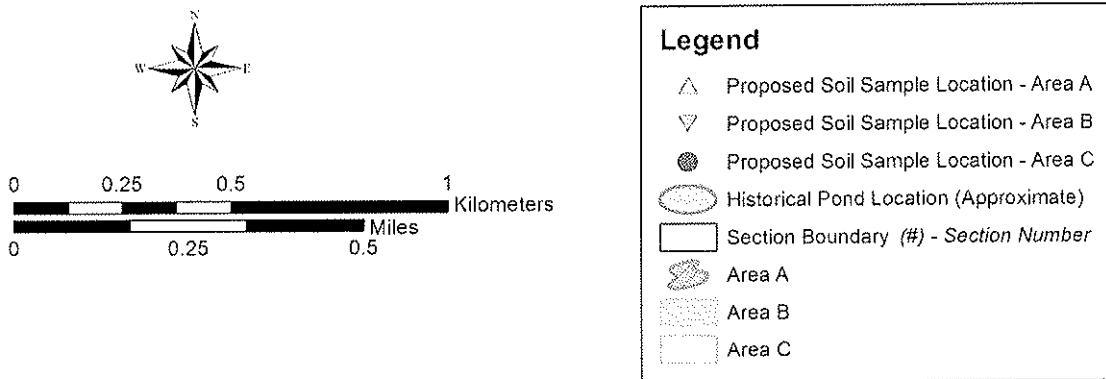 N
W E
S
0 0.25 0.5 1
Kilometers
Miles
0 0.25 0.5
Legend
Proposed Soil Sample Location - Area A
Proposed Soil Sample Location - Area B
Proposed Soil Sample Location - Area C
Historical Pond Location (Approximate)
Section Boundary (#) - Section Number
Area A
Area B
Area C